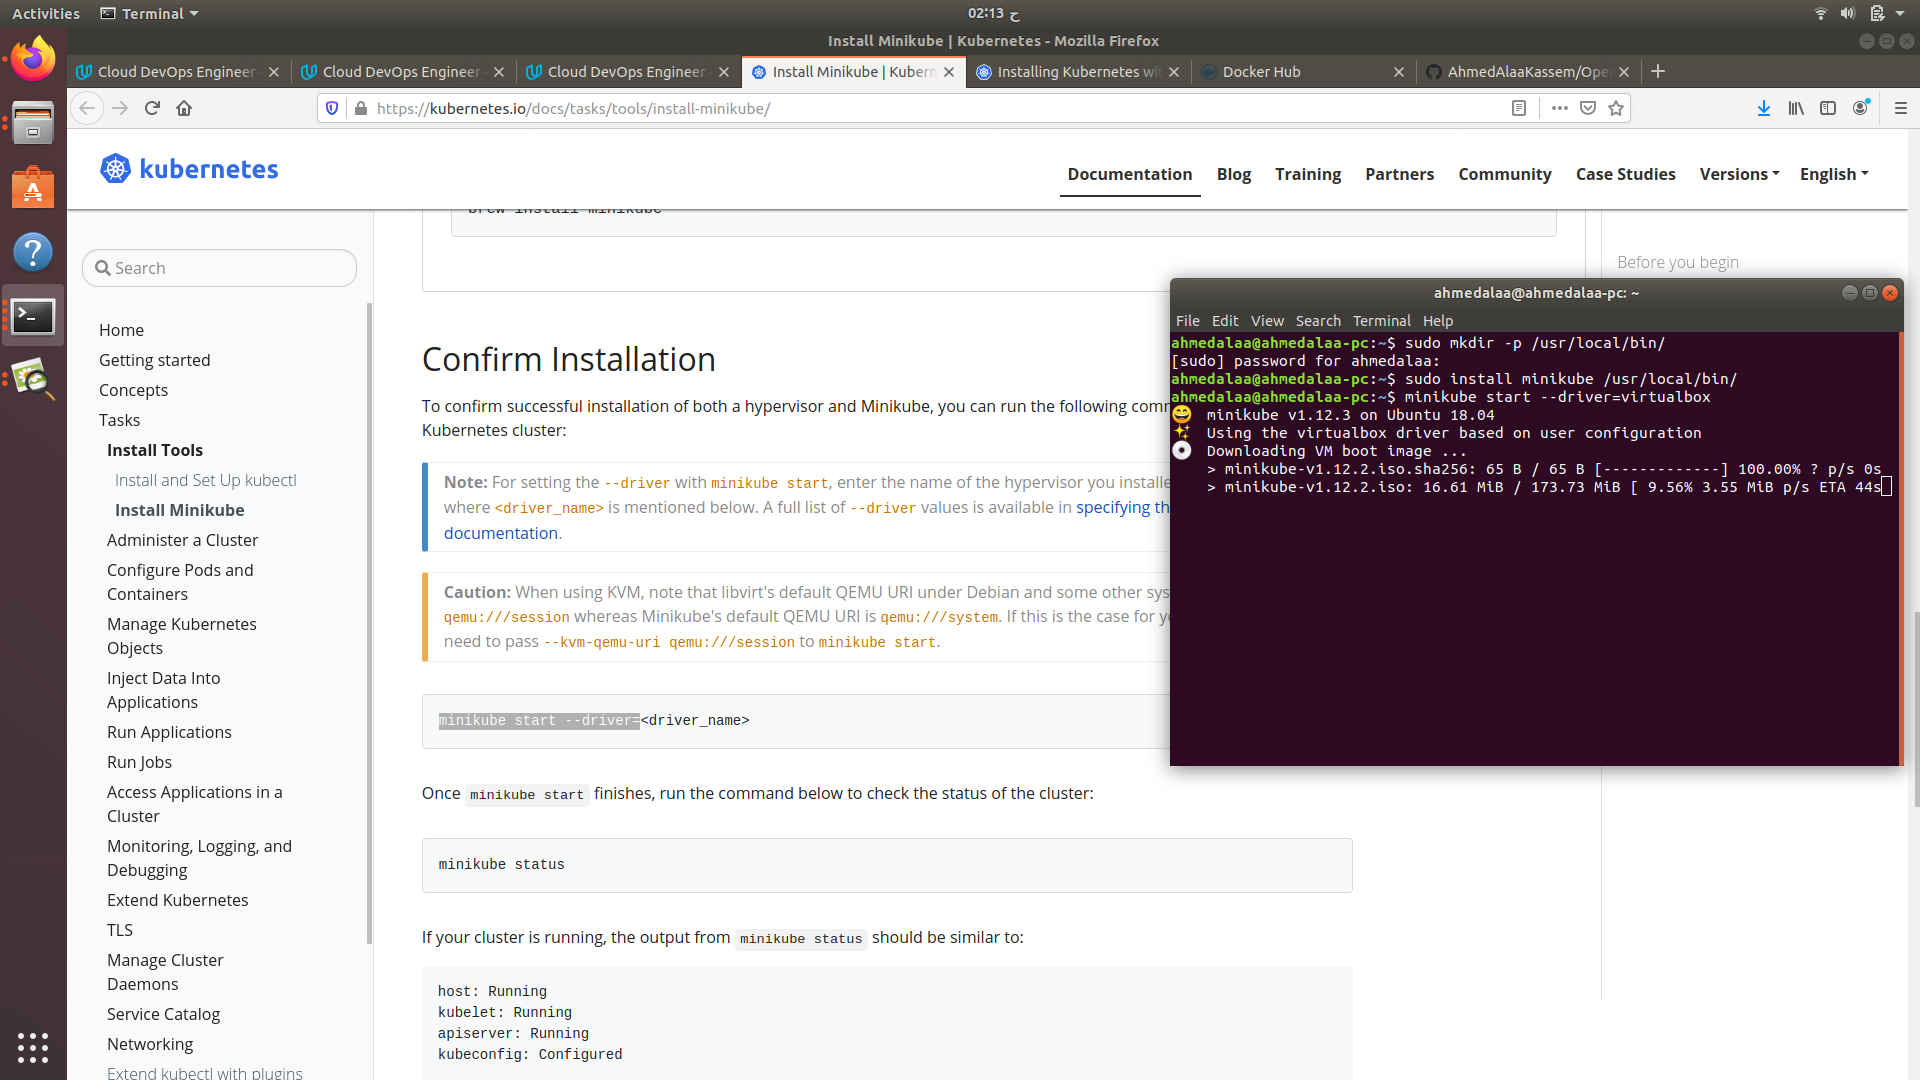 Activities
Terminal
02:13 ح
Install Minikube | Kubernetes - Mozilla Firefox
Cloud DevOps Engineer
Cloud DevOps Engineer
Cloud DevOps Engineer
Install Minikube | Kubern
Installing Kubernetes wi
Docker Hub
AhmedAlaaKassem/Ope
https://kubernetes.io/docs/tasks/tools/install-minikube/
kubernetes
Documentation
Blog
Training
Partners
Community
Case Studies
Versions
English
Search
Home
Getting started
Concepts
Tasks
Install Tools
Install and Set Up kubectl
Install Minikube
Administer a Cluster
Configure Pods and
Containers
Manage Kubernetes
Objects
Inject Data Into
Applications
Run Applications
Run Jobs
Access Applications in a
Cluster
Monitoring, Logging, and
Debugging
Extend Kubernetes
TLS
Manage Cluster
Daemons
Service Catalog
Networking
Extend kubectl with plugins
brew install minikube
Confirm Installation
To confirm successful installation of both a hypervisor and Minikube, you can run the following com
Kubernetes cluster:
Note: For setting the --driver with minikube start, enter the name of the hypervisor you installe
where <driver_name> is mentioned below. A full list of --driver values is available in specifying th
documentation.
Caution: When using KVM, note that libvirt's default QEMU URI under Debian and some other sys
qemu:///session whereas Minikube's default QEMU URI is qemu:///system. If this is the case for yo
need to pass --kvm-qemu-uri qemu:///session to minikube start.
minikube start --driver=<driver_name>
Once minikube start finishes, run the command below to check the status of the cluster:
minikube status
If your cluster is running, the output from minikube status should be similar to:
host: Running
kubelet: Running
apiserver: Running
kubeconfig: Configured
Before you begin
ahmedalaa@ahmedalaa-pc: ~
File Edit View Search Terminal Help
ahmedalaa@ahmedalaa-pc:~$ sudo mkdir -p /usr/local/bin/
[sudo] password for ahmedalaa:
ahmedalaa@ahmedalaa-pc:~$ sudo install minikube /usr/local/bin/
ahmedalaa@ahmedalaa-pc:~$ minikube start --driver=virtualbox
😄 minikube v1.12.3 on Ubuntu 18.04
✨ Using the virtualbox driver based on user configuration
💿 Downloading VM boot image ...
> minikube-v1.12.2.iso.sha256: 65 B / 65 B [-------------] 100.00% ? p/s 0s
> minikube-v1.12.2.iso: 16.61 MiB / 173.73 MiB [ 9.56% 3.55 MiB p/s ETA 44s